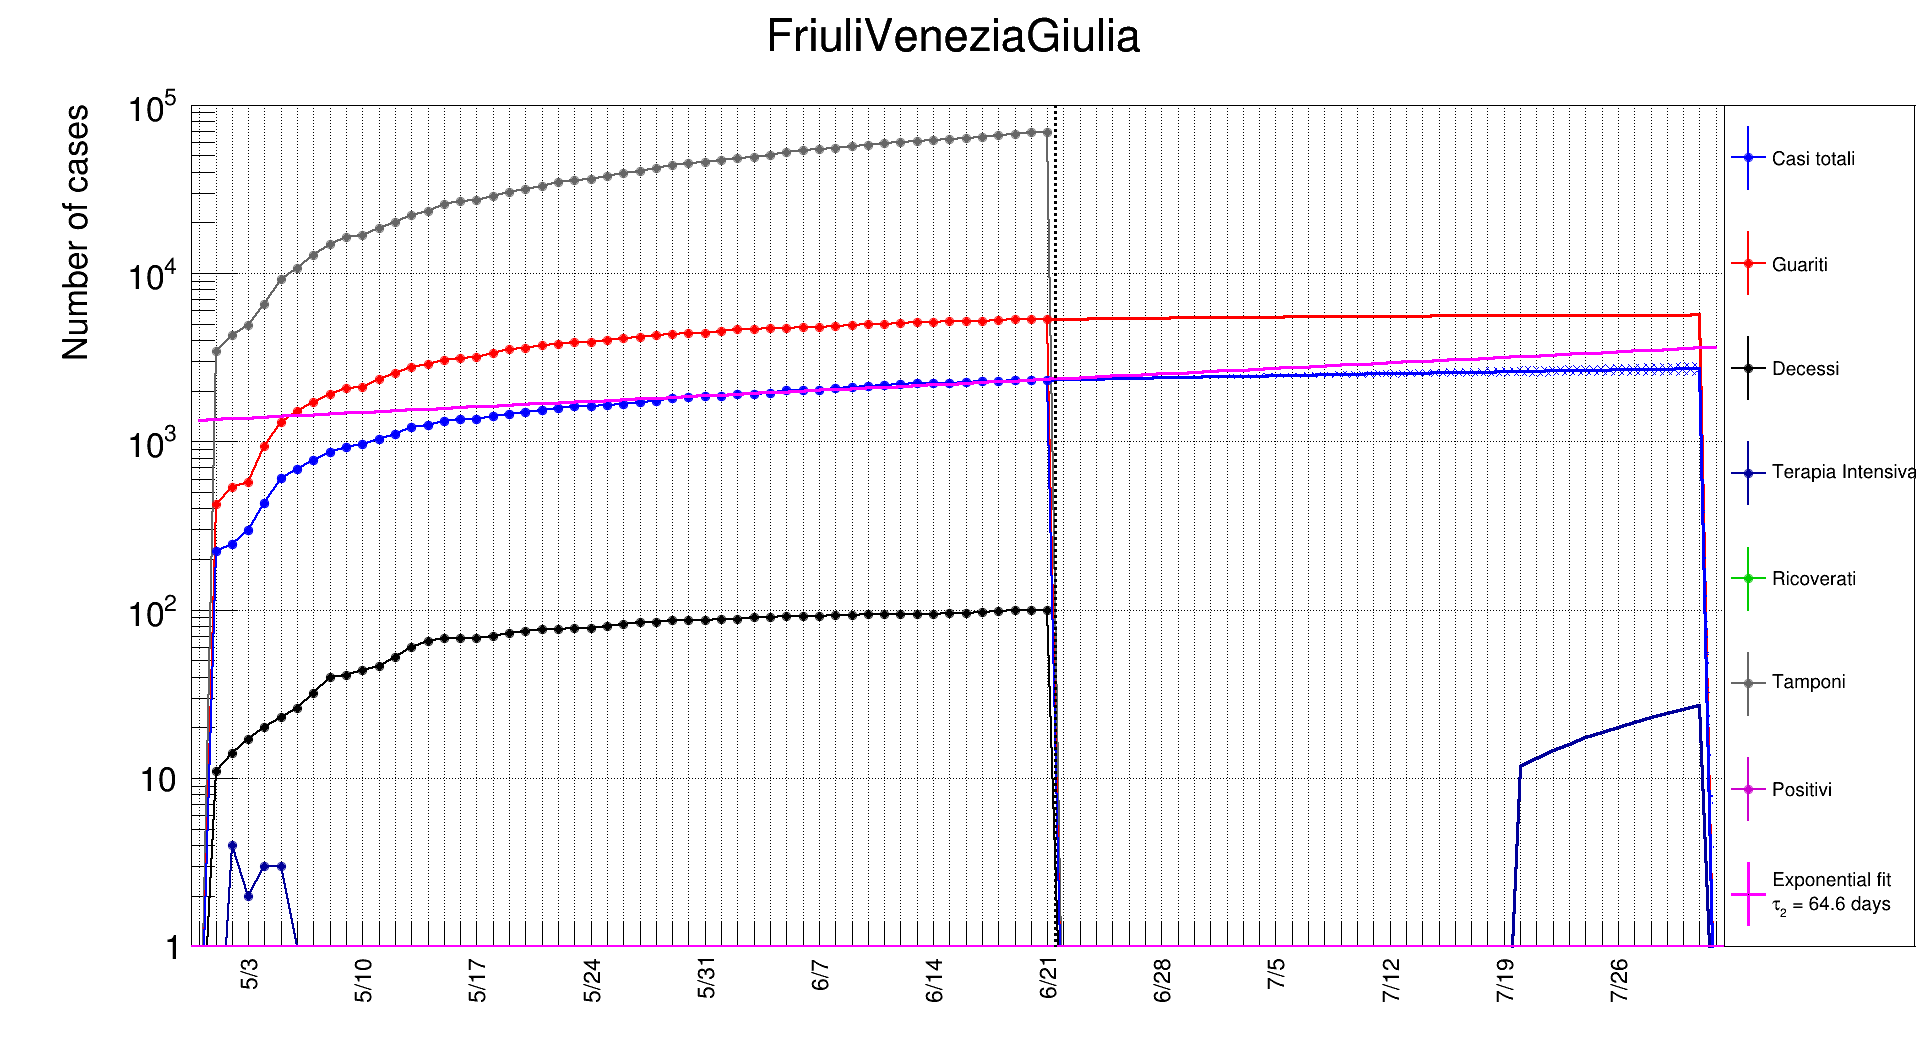 FriuliVeneziaGiulia
Number of cases
10^5
10^4
10^3
10^2
10
1
5/3
5/10
5/17
5/24
5/31
6/7
6/14
6/21
6/28
7/5
7/12
7/19
7/26
Casi totali
Guariti
Decessi
Terapia Intensiva
Ricoverati
Tamponi
Positivi
Exponential fit
τ₂ = 64.6 days